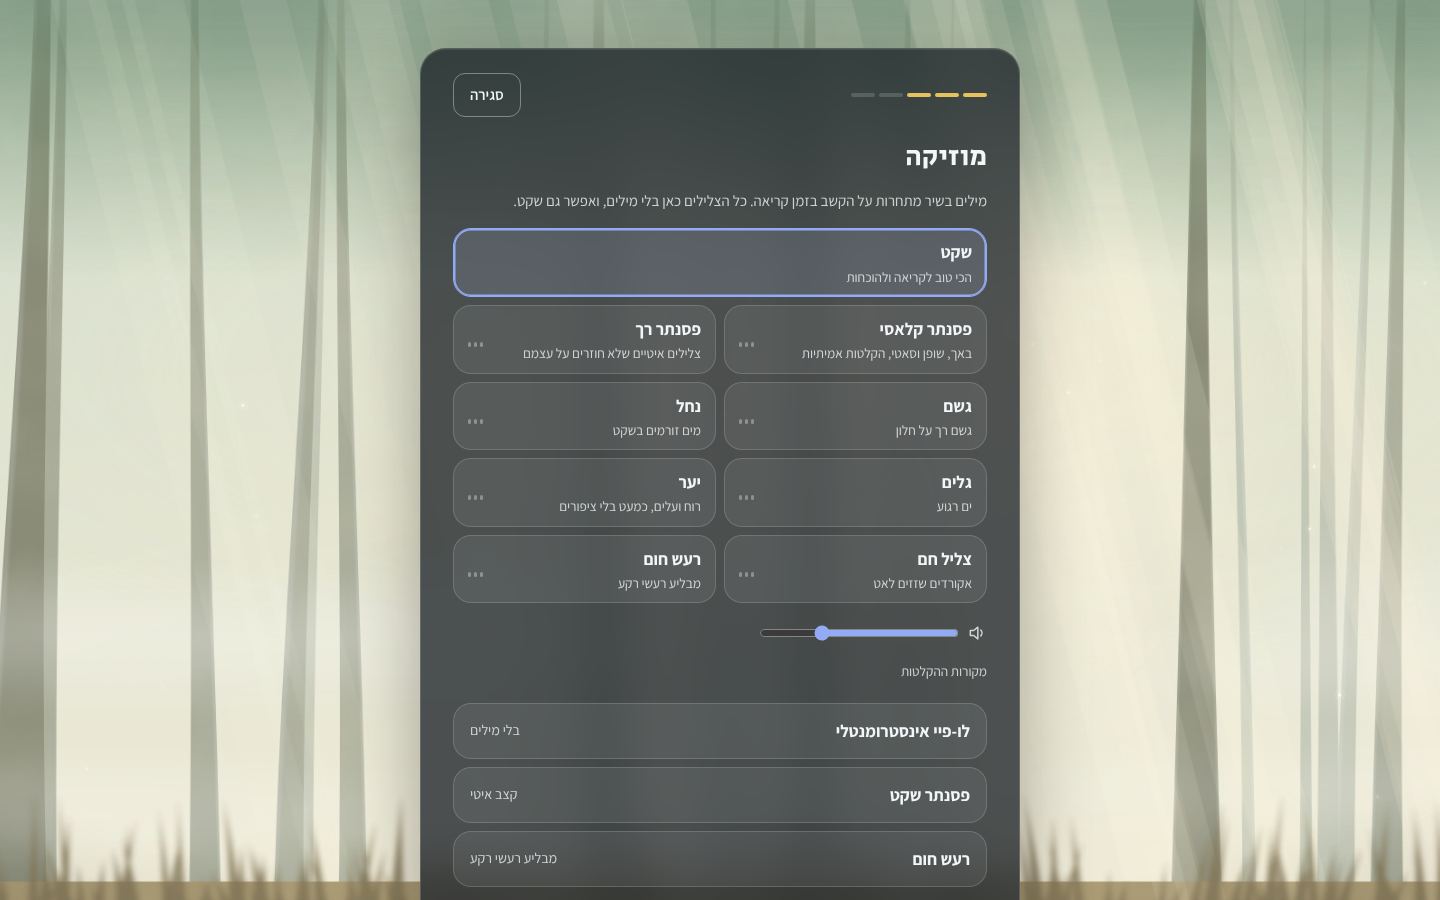 סגירה
מוזיקה
מילים בשיר מתחרות על הקשב בזמן קריאה. כל הצלילים כאן בלי מילים, ואפשר גם שקט.
שקט
הכי טוב לקריאה ולהוכחות
פסנתר קלאסי
באך, שופן וסאטי, הקלטות אמיתיות
פסנתר רך
צלילים איטיים שלא חוזרים על עצמם
גשם
גשם רך על חלון
נחל
מים זורמים בשקט
גלים
ים רגוע
יער
רוח ועלים, כמעט בלי ציפורים
צליל חם
אקורדים שזזים לאט
רעש חום
מבליע רעשי רקע
מקורות ההקלטות
לו-פיי אינסטרומנטלי
בלי מילים
פסנתר שקט
קצב איטי
רעש חום
מבליע רעשי רקע